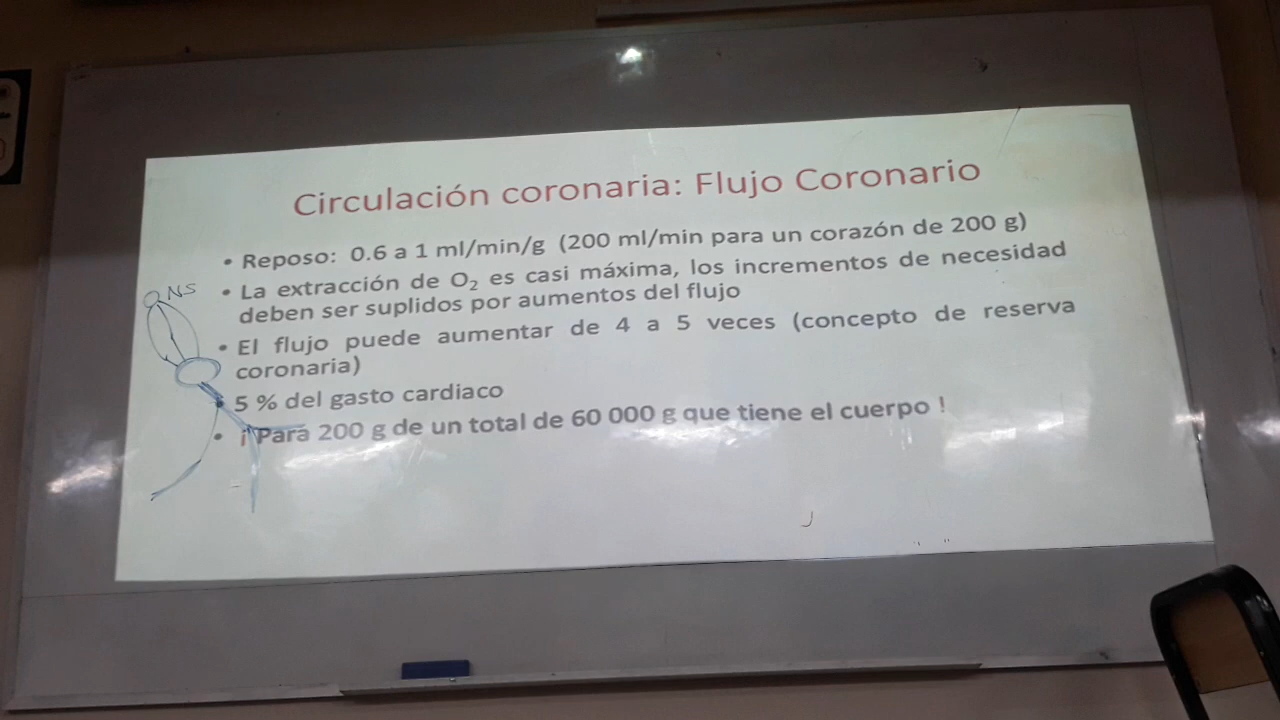 Circulación coronaria: Flujo Coronario
• Reposo: 0.6 a 1 ml/min/g (200 ml/min para un corazón de 200 g)
• La extracción de O₂ es casi máxima, los incrementos de necesidad
deben ser suplidos por aumentos del flujo
• El flujo puede aumentar de 4 a 5 veces (concepto de reserva
coronaria)
• 5 % del gasto cardiaco
• ¡ Para 200 g de un total de 60 000 g que tiene el cuerpo !
NS